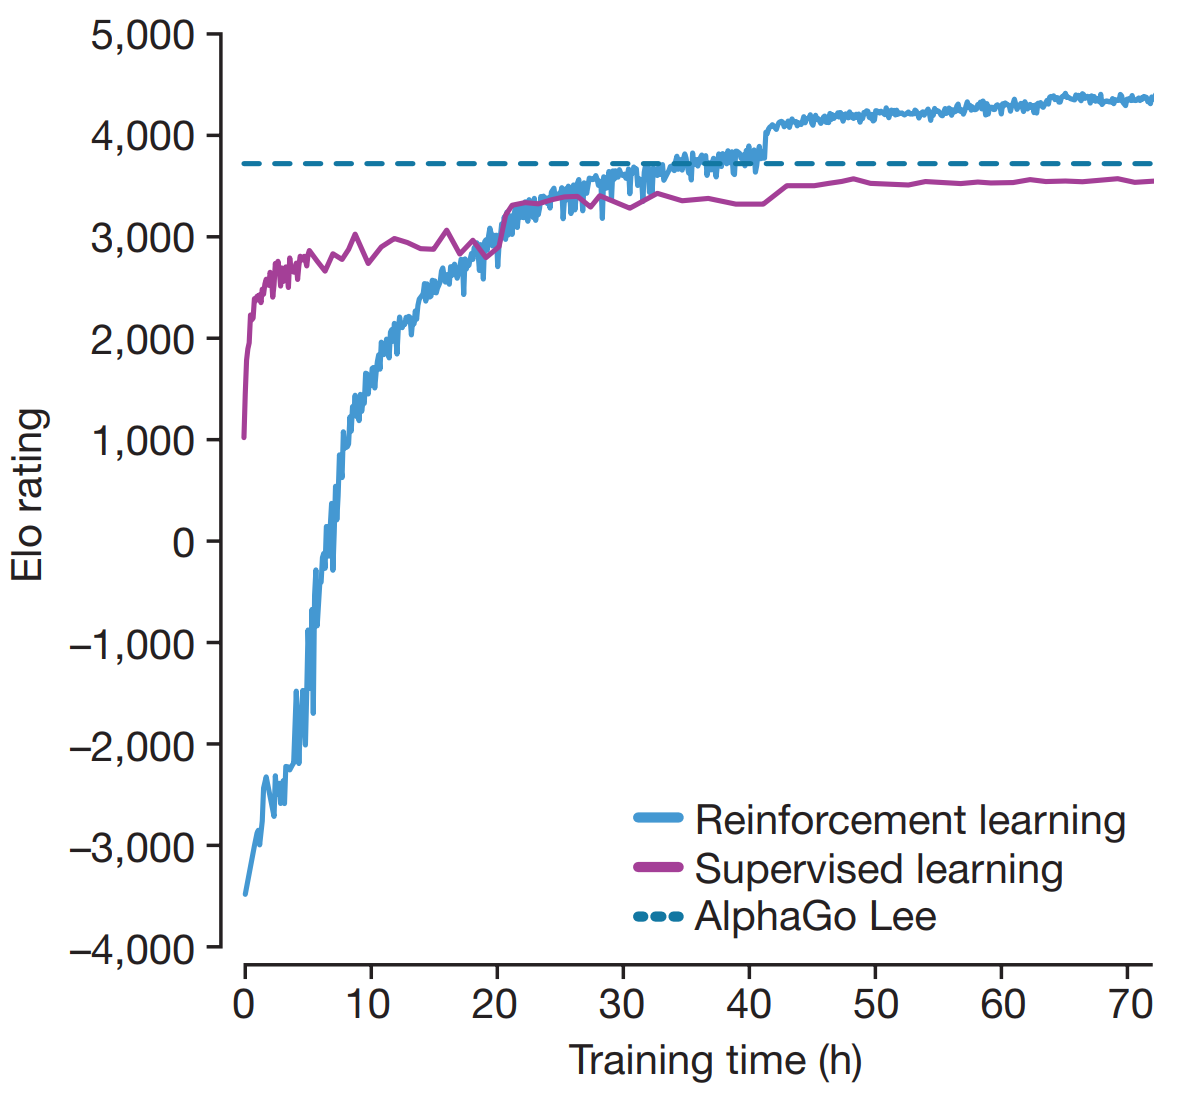 5,000
4,000
3,000
2,000
1,000
0
−1,000
−2,000
−3,000
−4,000
Elo rating
Reinforcement learning
Supervised learning
AlphaGo Lee
0 10 20 30 40 50 60 70
Training time (h)